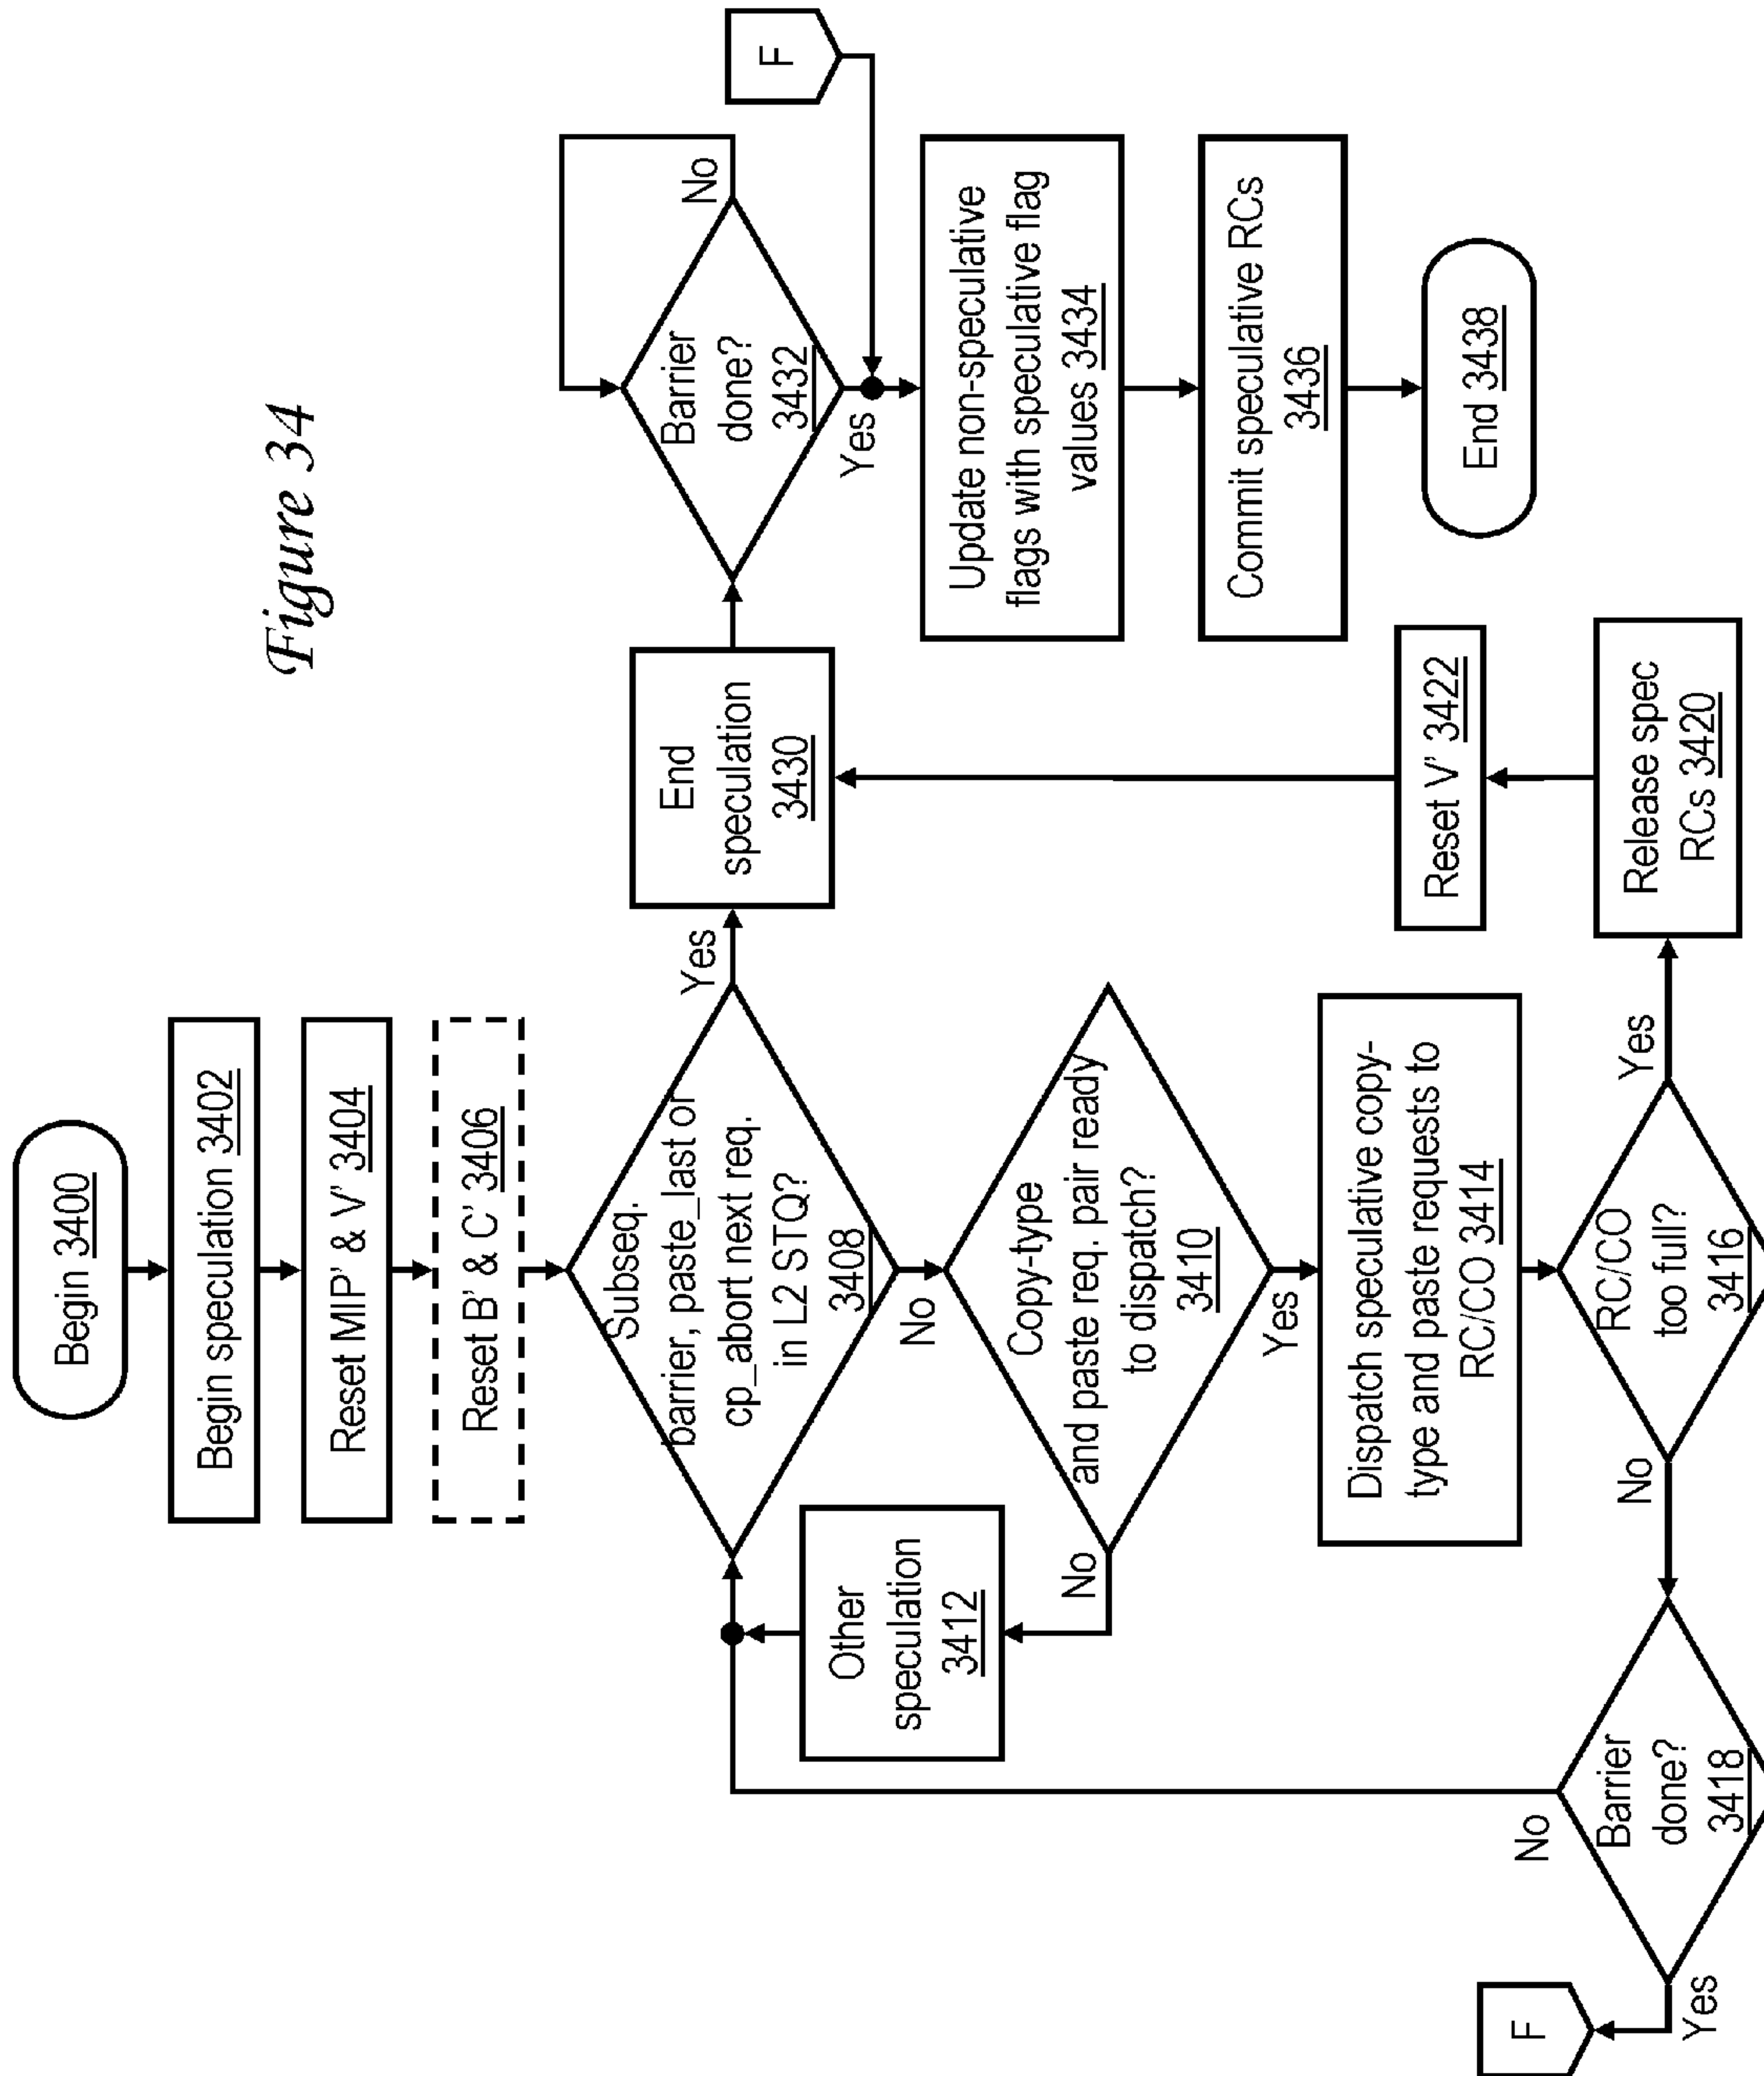 Figure 34
Begin 3400
Begin speculation 3402
Reset MIP' & V' 3404
Reset B' & C' 3406
Subseq.
barrier, paste_last or
cp_abort next req.
in L2 STQ?
3408
Yes
No
Copy-type
and paste req. pair ready
to dispatch?
3410
No
Yes
Other
speculation
3412
Dispatch speculative copy-
type and paste requests to
RC/CO 3414
RC/CO
too full?
3416
No
Yes
Barrier
done?
3418
No
Yes
F
Release spec
RCs 3420
Reset V' 3422
End
speculation
3430
Barrier
done?
3432
No
Yes
F
Update non-speculative
flags with speculative flag
values 3434
Commit speculative RCs
3436
End 3438